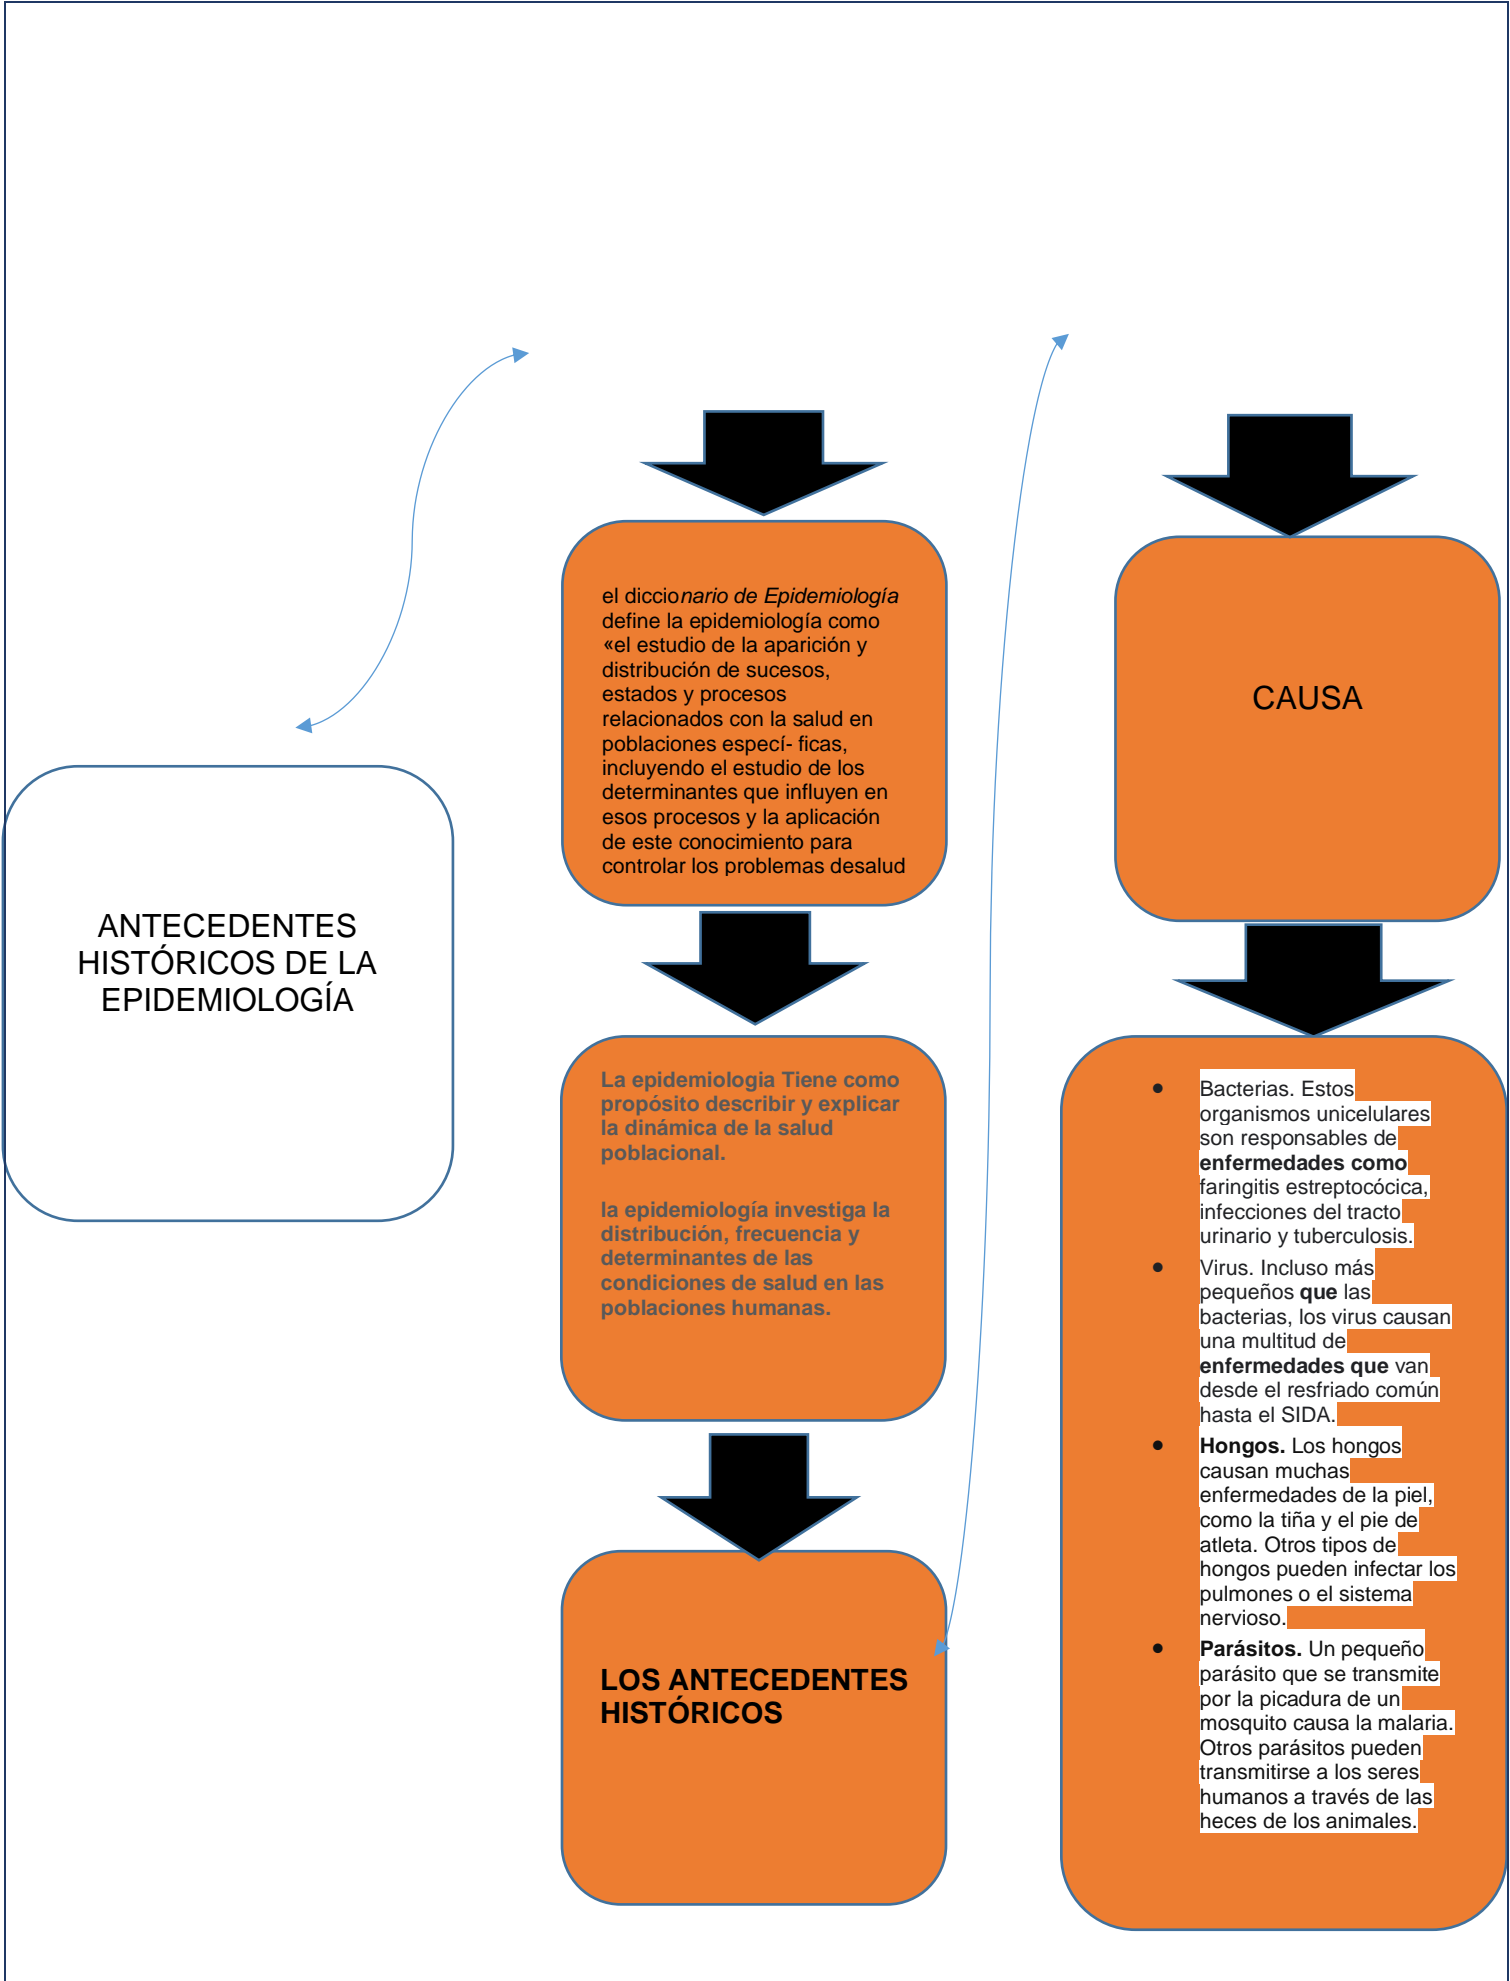 ANTECEDENTES
HISTÓRICOS DE LA
EPIDEMIOLOGÍA
el diccionario de Epidemiología
define la epidemiología como
«el estudio de la aparición y
distribución de sucesos,
estados y procesos
relacionados con la salud en
poblaciones especí- ficas,
incluyendo el estudio de los
determinantes que influyen en
esos procesos y la aplicación
de este conocimiento para
controlar los problemas desalud
La epidemiologia Tiene como
propósito describir y explicar
la dinámica de la salud
poblacional.
la epidemiología investiga la
distribución, frecuencia y
determinantes de las
condiciones de salud en las
poblaciones humanas.
LOS ANTECEDENTES
HISTÓRICOS
CAUSA
• Bacterias. Estos
organismos unicelulares
son responsables de
enfermedades como
faringitis estreptocócica,
infecciones del tracto
urinario y tuberculosis.
• Virus. Incluso más
pequeños que las
bacterias, los virus causan
una multitud de
enfermedades que van
desde el resfriado común
hasta el SIDA.
• Hongos. Los hongos
causan muchas
enfermedades de la piel,
como la tiña y el pie de
atleta. Otros tipos de
hongos pueden infectar los
pulmones o el sistema
nervioso.
• Parásitos. Un pequeño
parásito que se transmite
por la picadura de un
mosquito causa la malaria.
Otros parásitos pueden
transmitirse a los seres
humanos a través de las
heces de los animales.